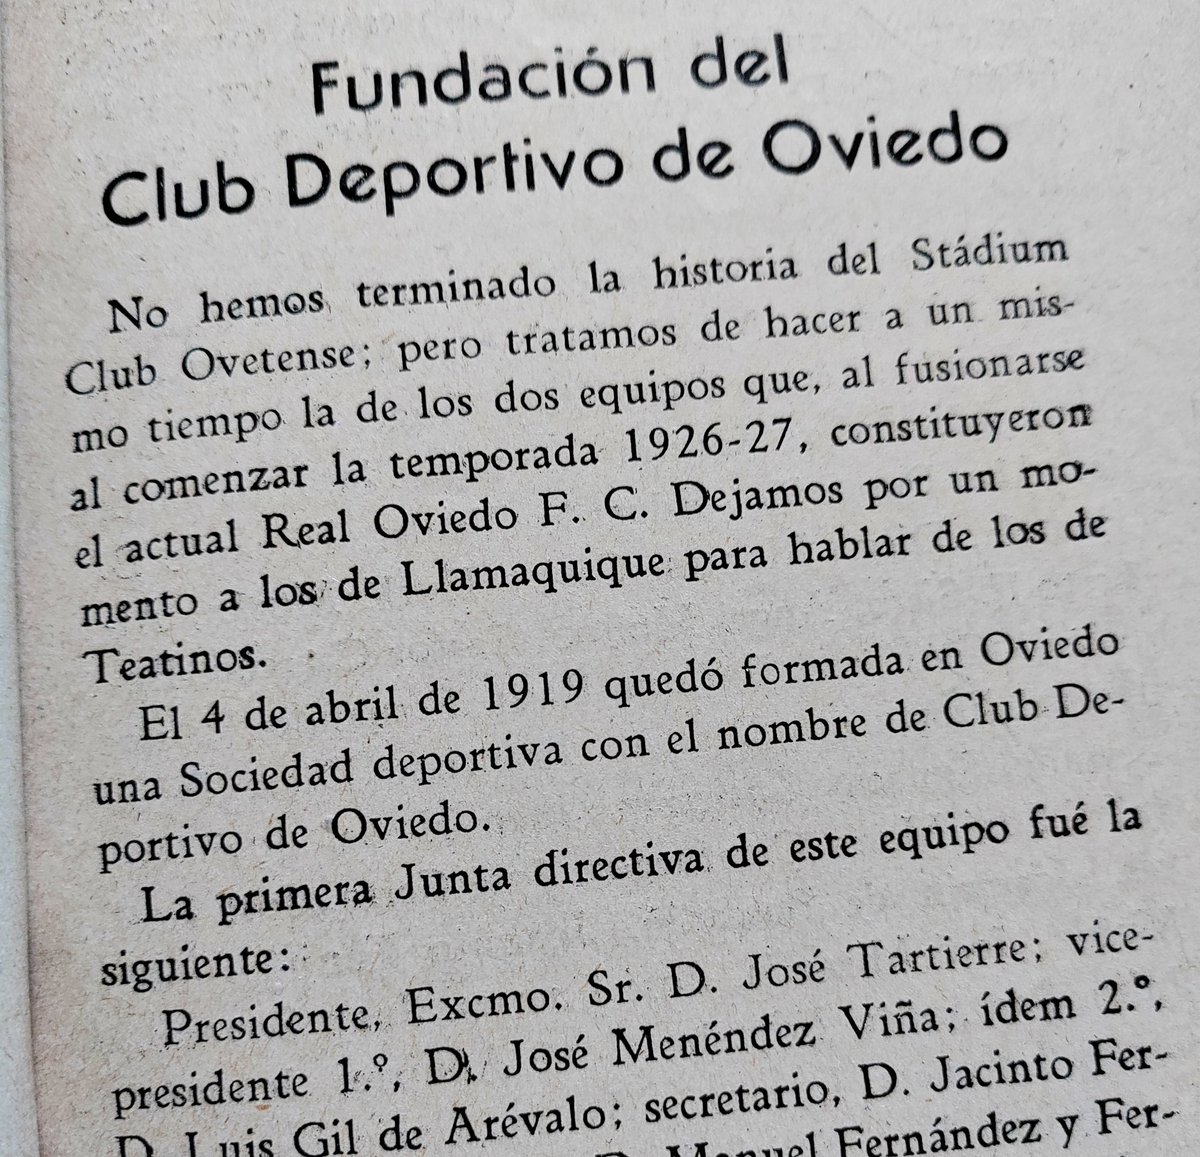 Fundación del
Club Deportivo de Oviedo
No hemos terminado la historia del Stádium
Club Ovetense; pero tratamos de hacer a un mis-
mo tiempo la de los dos equipos que, al fusionarse
al comenzar la temporada 1926-27, constituyeron
el actual Real Oviedo F. C. Dejamos por un mo-
mento a los de Llamaquique para hablar de los de
Teatinos.
El 4 de abril de 1919 quedó formada en Oviedo
una Sociedad deportiva con el nombre de Club De-
portivo de Oviedo.
La primera Junta directiva de este equipo fué la
siguiente:
Presidente, Excmo. Sr. D. José Tartierre; vice-
presidente 1.º, D. José Menéndez Viña; ídem 2.º,
D. Luis Gil de Arévalo; secretario, D. Jacinto Fer-
D. Manuel Fernández y Fer-